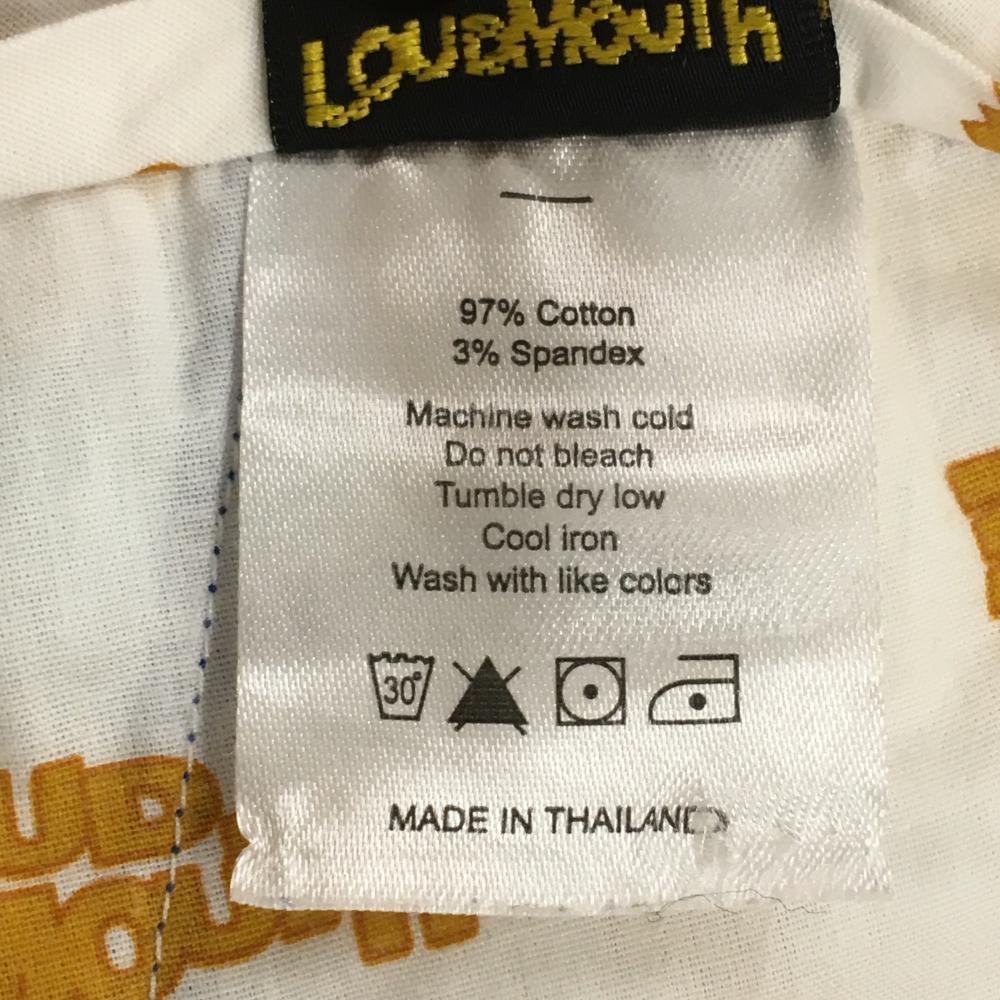 LOUDMOUTH
97% Cotton
3% Spandex
Machine wash cold
Do not bleach
Tumble dry low
Cool iron
Wash with like colors
30°
MADE IN THAILAND
UD